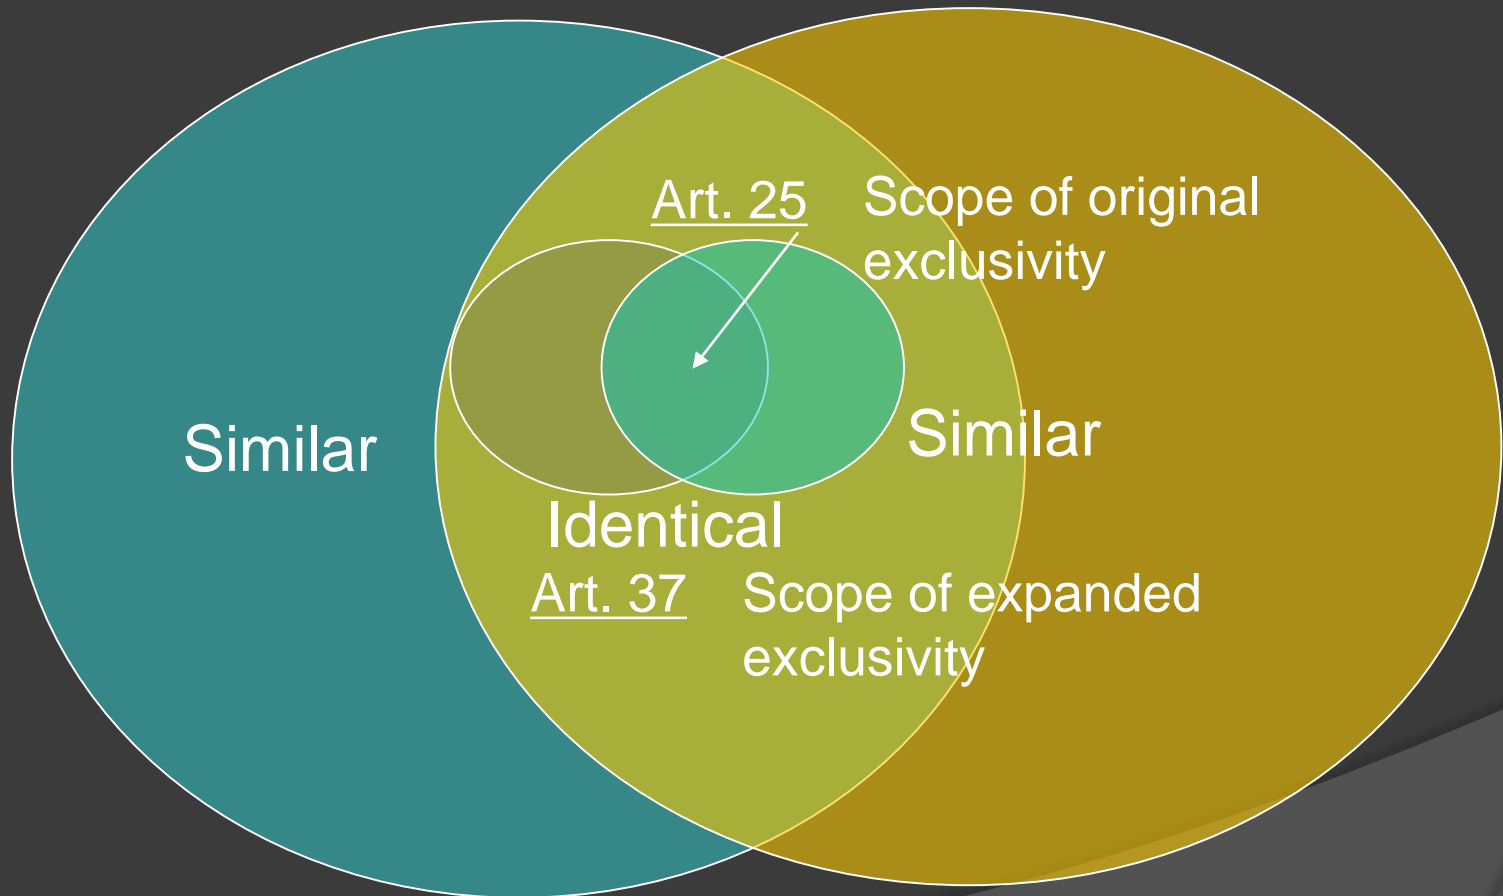 Art. 25 Scope of original
exclusivity
Similar
Similar
Identical
Art. 37 Scope of expanded
exclusivity